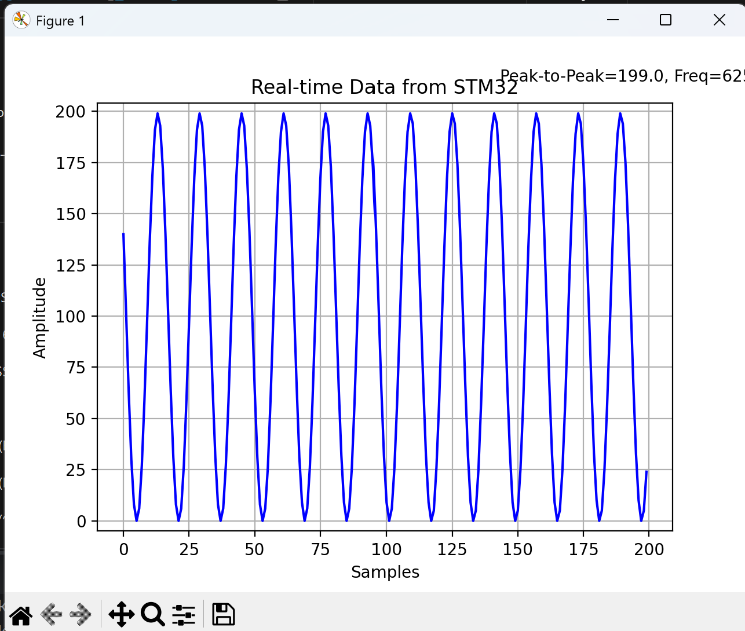 Figure 1
Peak-to-Peak=199.0, Freq=625
Real-time Data from STM32
200
175
150
125
100
75
50
25
0
Amplitude
0 25 50 75 100 125 150 175 200
Samples